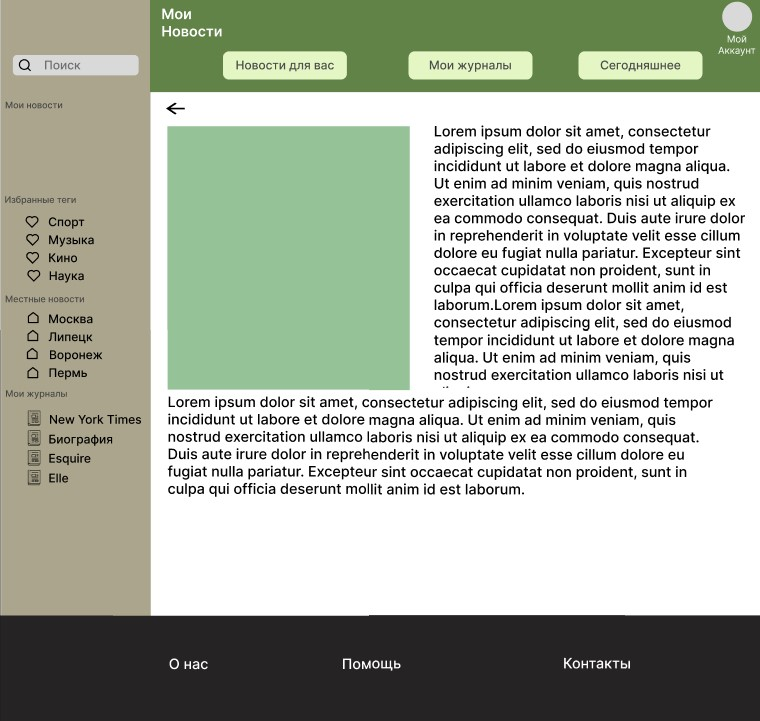 Мои
Новости
Мой
Аккаунт
Поиск
Новости для вас
Мои журналы
Сегодняшнее
Мои новости
Избранные теги
Спорт
Музыка
Кино
Наука
Местные новости
Москва
Липецк
Воронеж
Пермь
Мои журналы
New York Times
Биография
Esquire
Elle
Lorem ipsum dolor sit amet, consectetur
adipiscing elit, sed do eiusmod tempor
incididunt ut labore et dolore magna aliqua.
Ut enim ad minim veniam, quis nostrud
exercitation ullamco laboris nisi ut aliquip ex
ea commodo consequat. Duis aute irure dolor
in reprehenderit in voluptate velit esse cillum
dolore eu fugiat nulla pariatur. Excepteur sint
occaecat cupidatat non proident, sunt in
culpa qui officia deserunt mollit anim id est
laborum.Lorem ipsum dolor sit amet,
consectetur adipiscing elit, sed do eiusmod
tempor incididunt ut labore et dolore magna
aliqua. Ut enim ad minim veniam, quis
nostrud exercitation ullamco laboris nisi ut
Lorem ipsum dolor sit amet, consectetur adipiscing elit, sed do eiusmod tempor
incididunt ut labore et dolore magna aliqua. Ut enim ad minim veniam, quis
nostrud exercitation ullamco laboris nisi ut aliquip ex ea commodo consequat.
Duis aute irure dolor in reprehenderit in voluptate velit esse cillum dolore eu
fugiat nulla pariatur. Excepteur sint occaecat cupidatat non proident, sunt in
culpa qui officia deserunt mollit anim id est laborum.
О нас
Помощь
Контакты